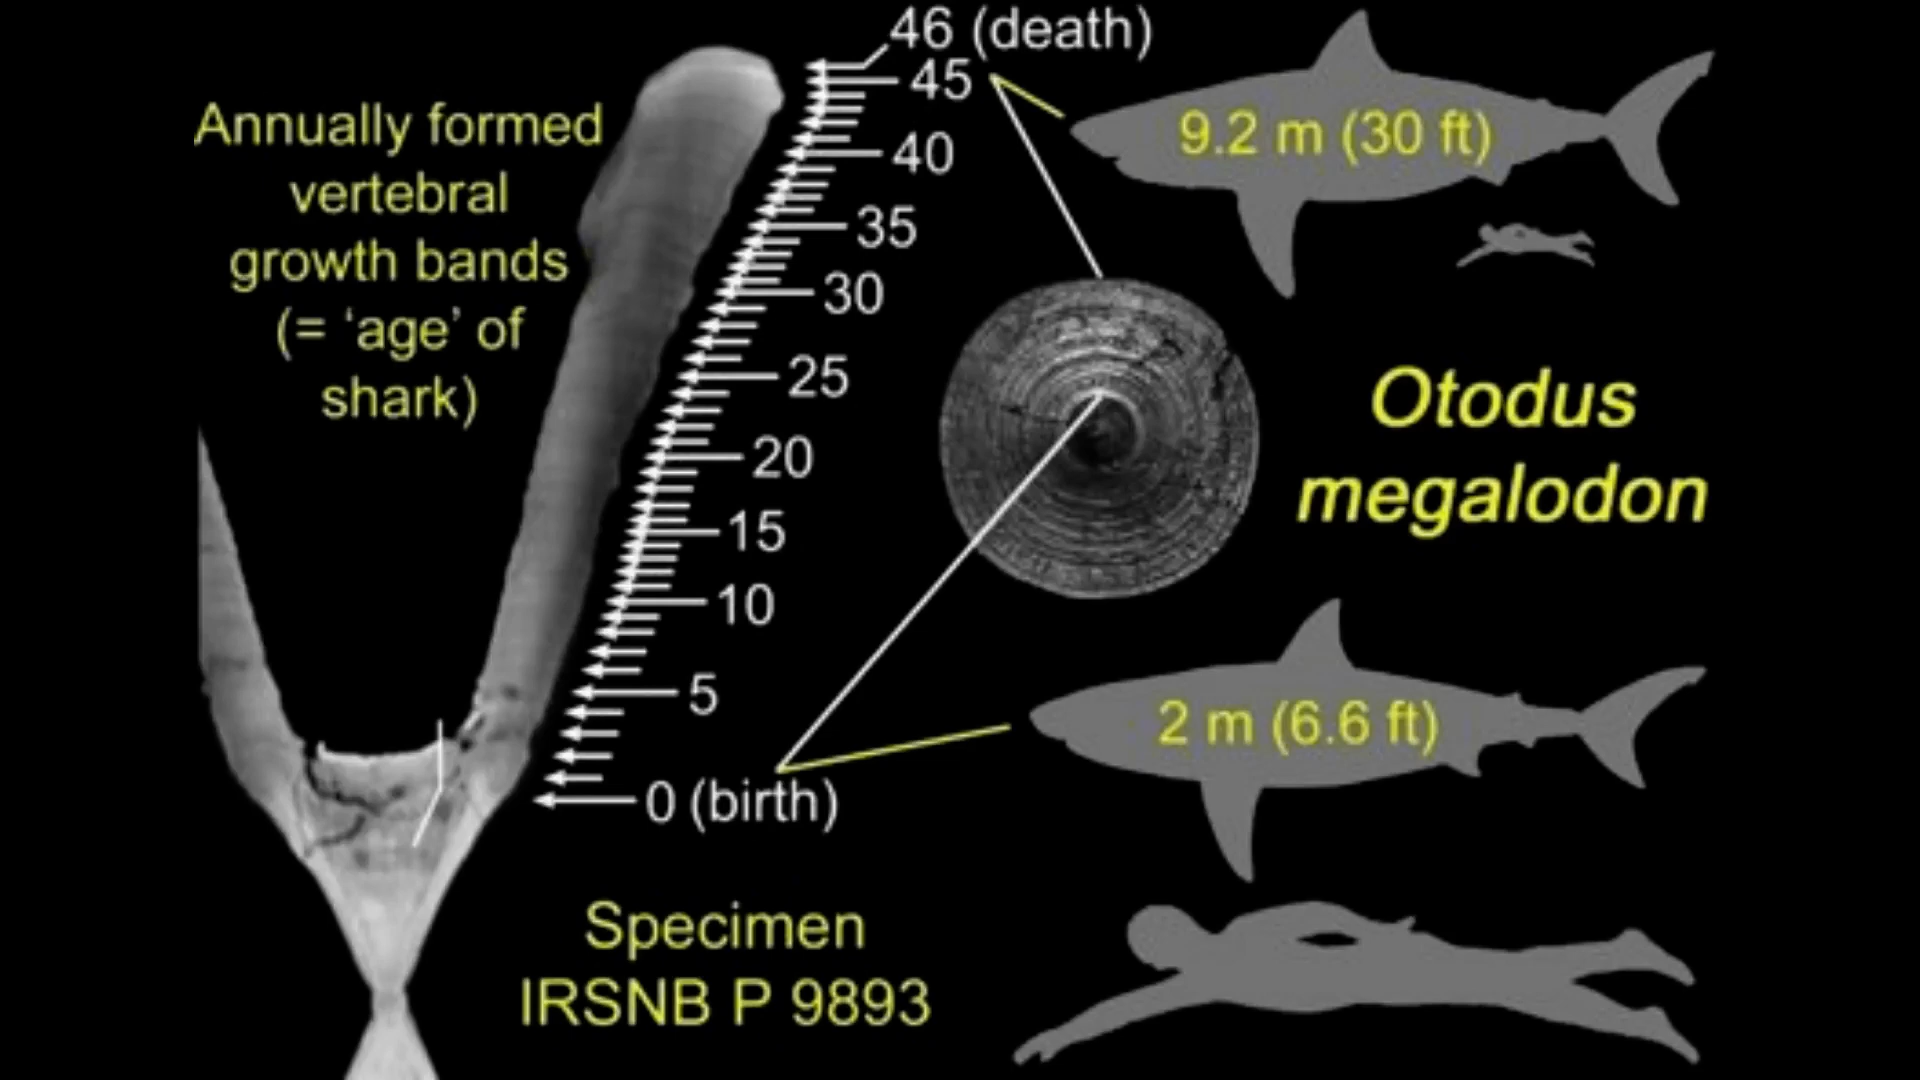 Annually formed
vertebral
growth bands
(= ‘age’ of
shark)
46 (death)
45
40
35
30
25
20
15
10
5
0 (birth)
9.2 m (30 ft)
Otodus
megalodon
2 m (6.6 ft)
Specimen
IRSNB P 9893